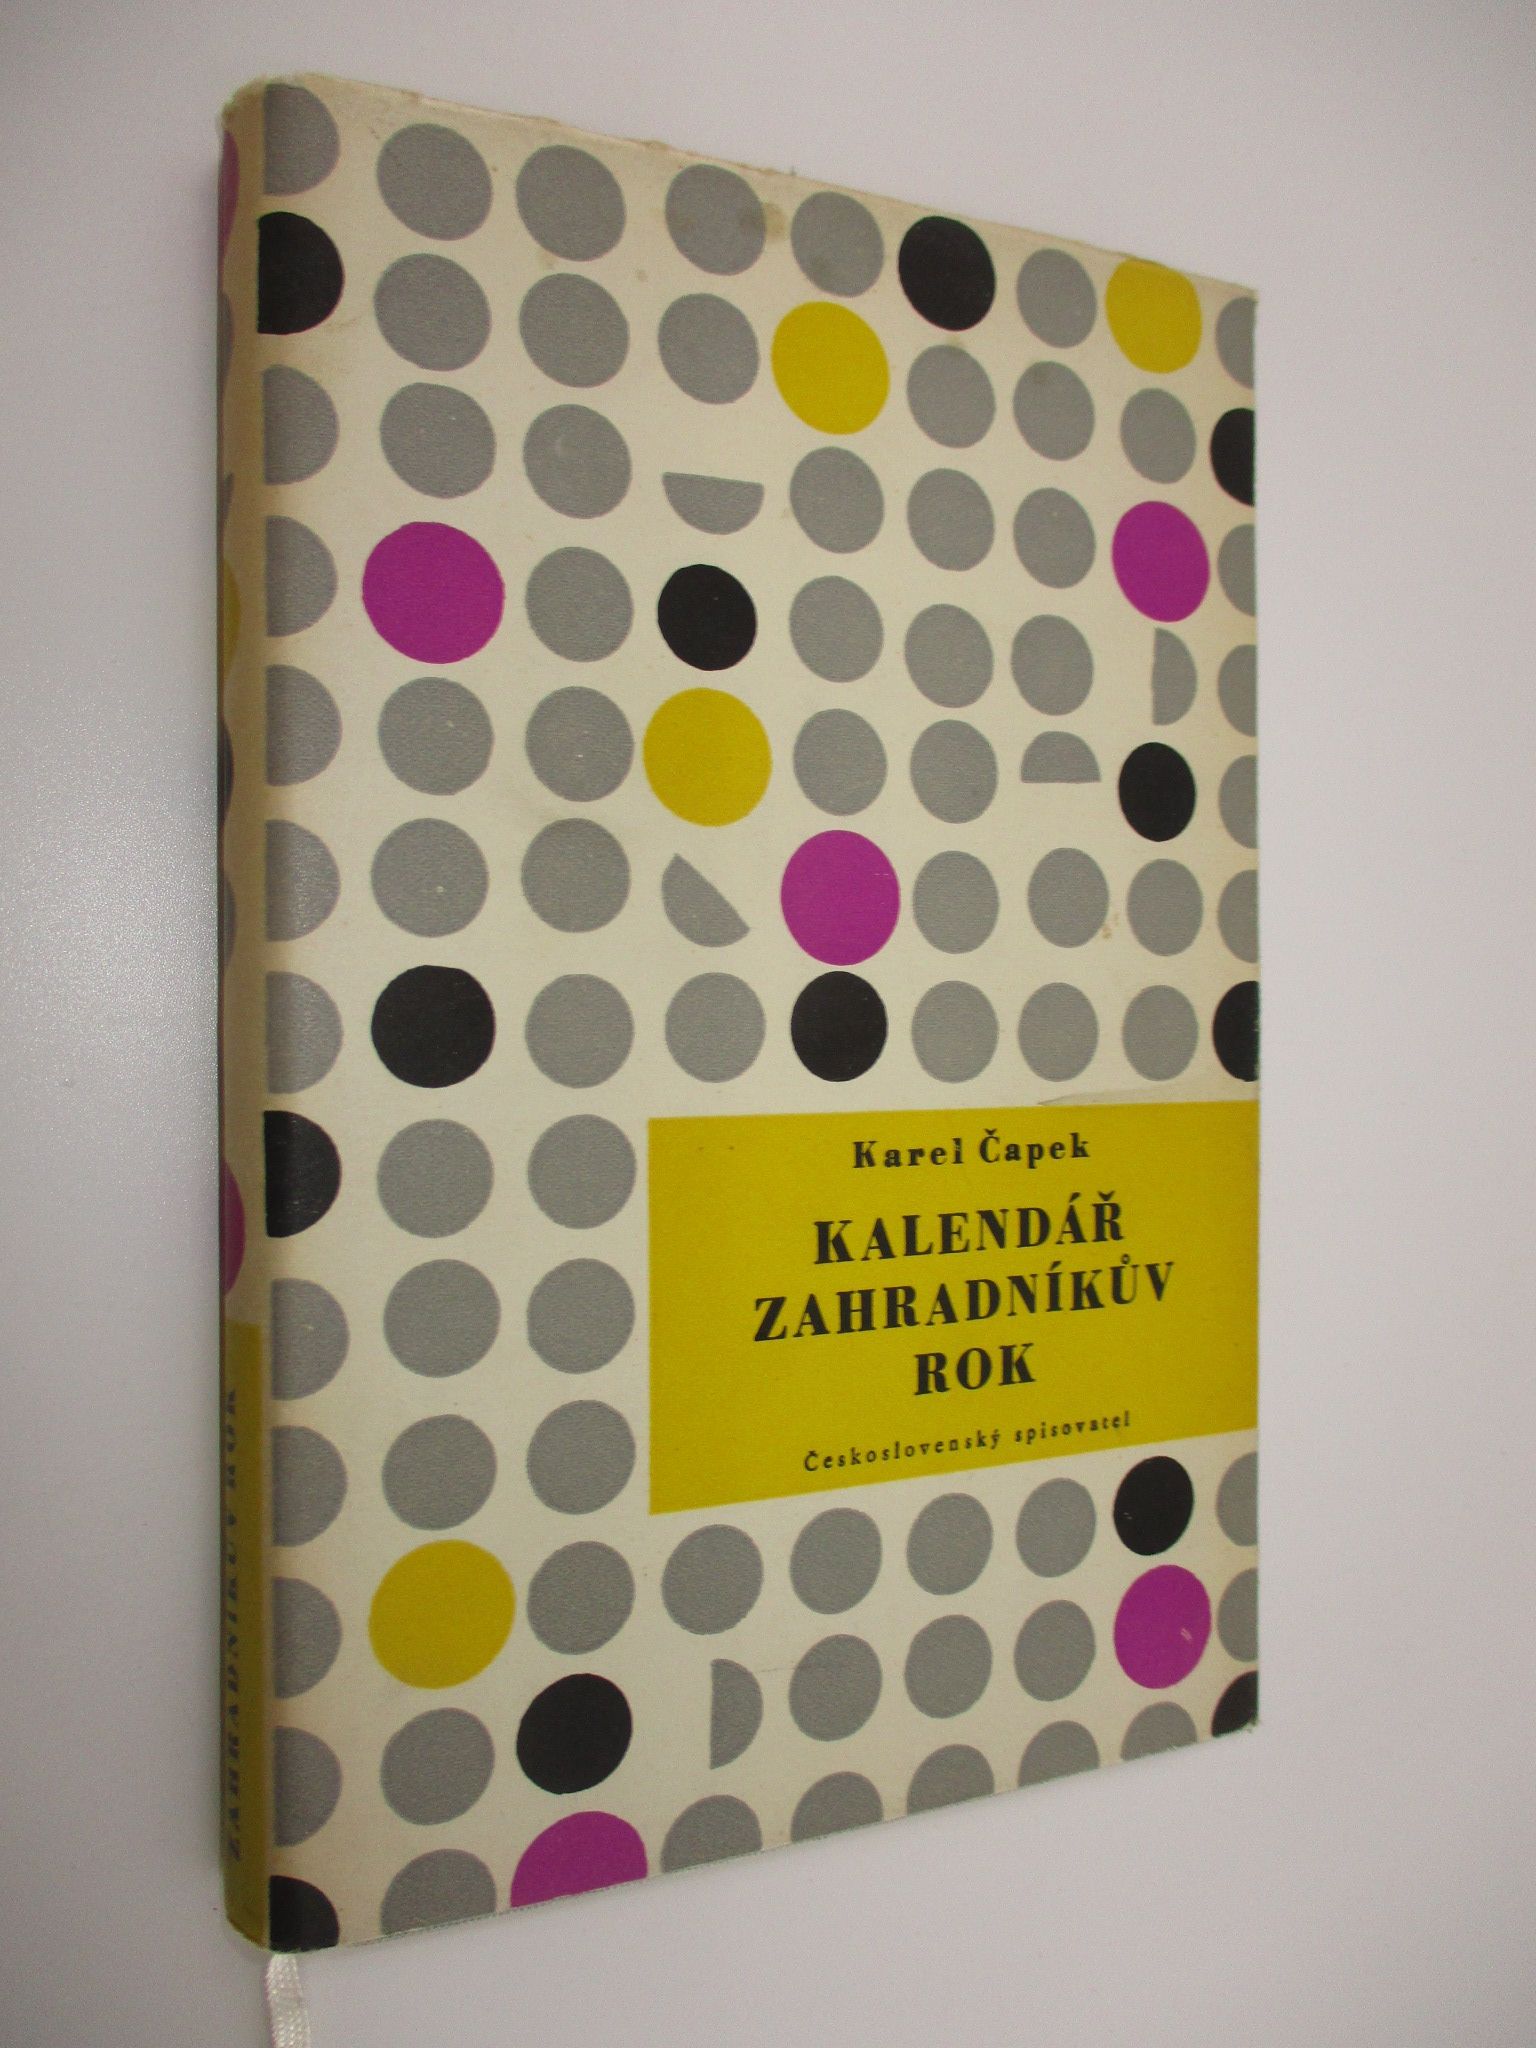 Karel Čapek
KALENDÁŘ
ZAHRADNÍKŮV
ROK
Československý spisovatel